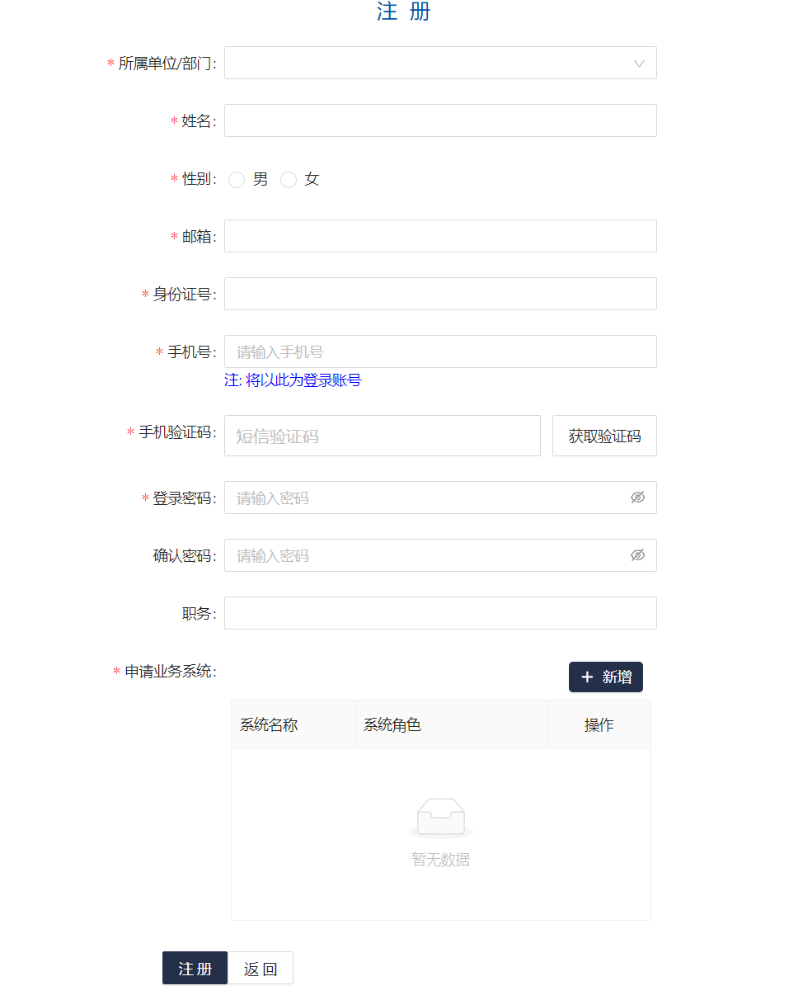 注 册
* 所属单位/部门:
* 姓名:
* 性别: 男 女
* 邮箱:
* 身份证号:
* 手机号: 请输入手机号
注: 将以此为登录账号
* 手机验证码: 短信验证码 获取验证码
* 登录密码: 请输入密码
确认密码: 请输入密码
职务:
* 申请业务系统: + 新增
系统名称 系统角色 操作
暂无数据
注 册 返 回